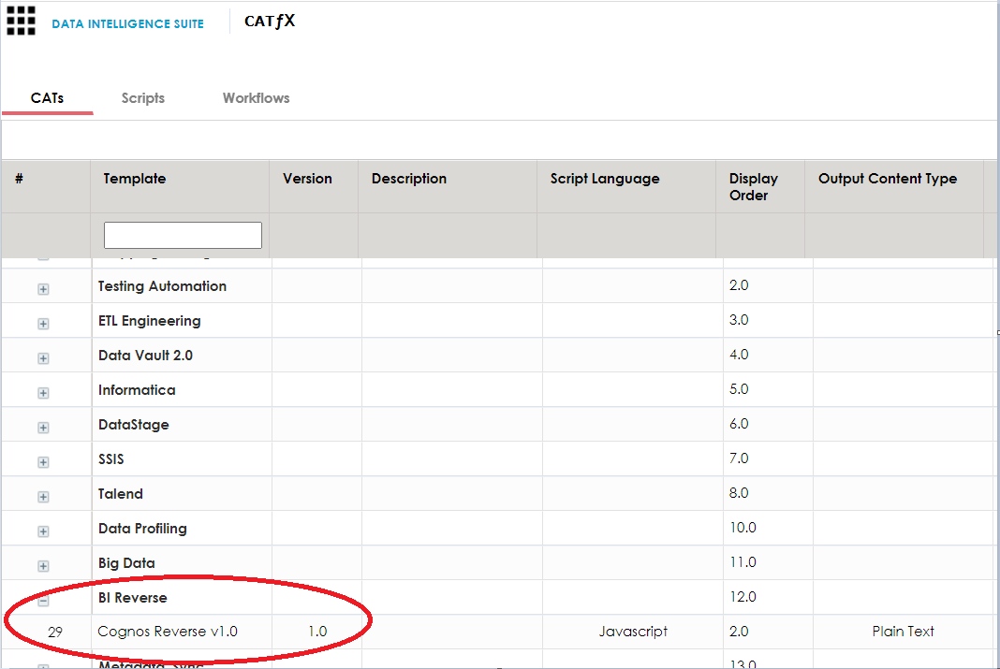 DATA INTELLIGENCE SUITE CATƒX
CATs Scripts Workflows
# Template Version Description Script Language Display Order Output Content Type
Testing Automation 2.0
ETL Engineering 3.0
Data Vault 2.0 4.0
Informatica 5.0
DataStage 6.0
SSIS 7.0
Talend 8.0
Data Profiling 10.0
Big Data 11.0
BI Reverse 12.0
29 Cognos Reverse v1.0 1.0 Javascript 2.0 Plain Text
Metadata Sync 13.0